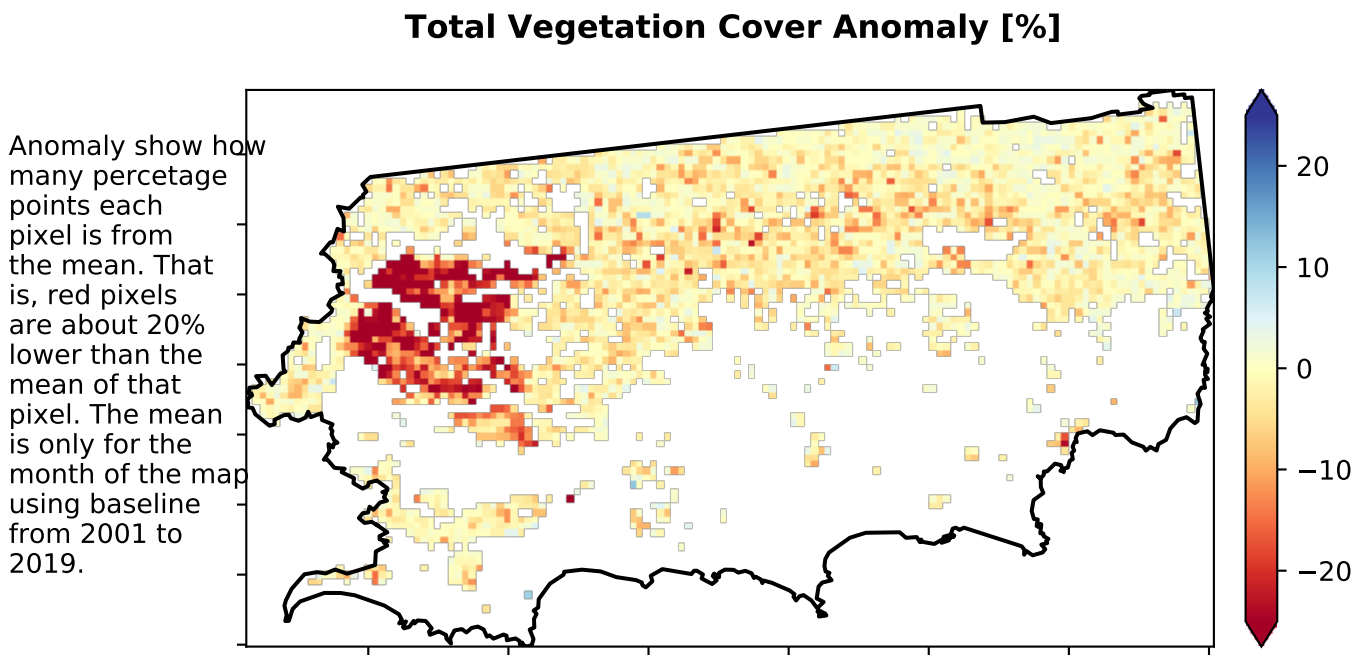 Total Vegetation Cover Anomaly [%]
Anomaly show how
many percetage
points each
pixel is from
the mean. That
is, red pixels
are about 20%
lower than the
mean of that
pixel. The mean
is only for the
month of the map
using baseline
from 2001 to
2019.
20
10
0
−10
−20